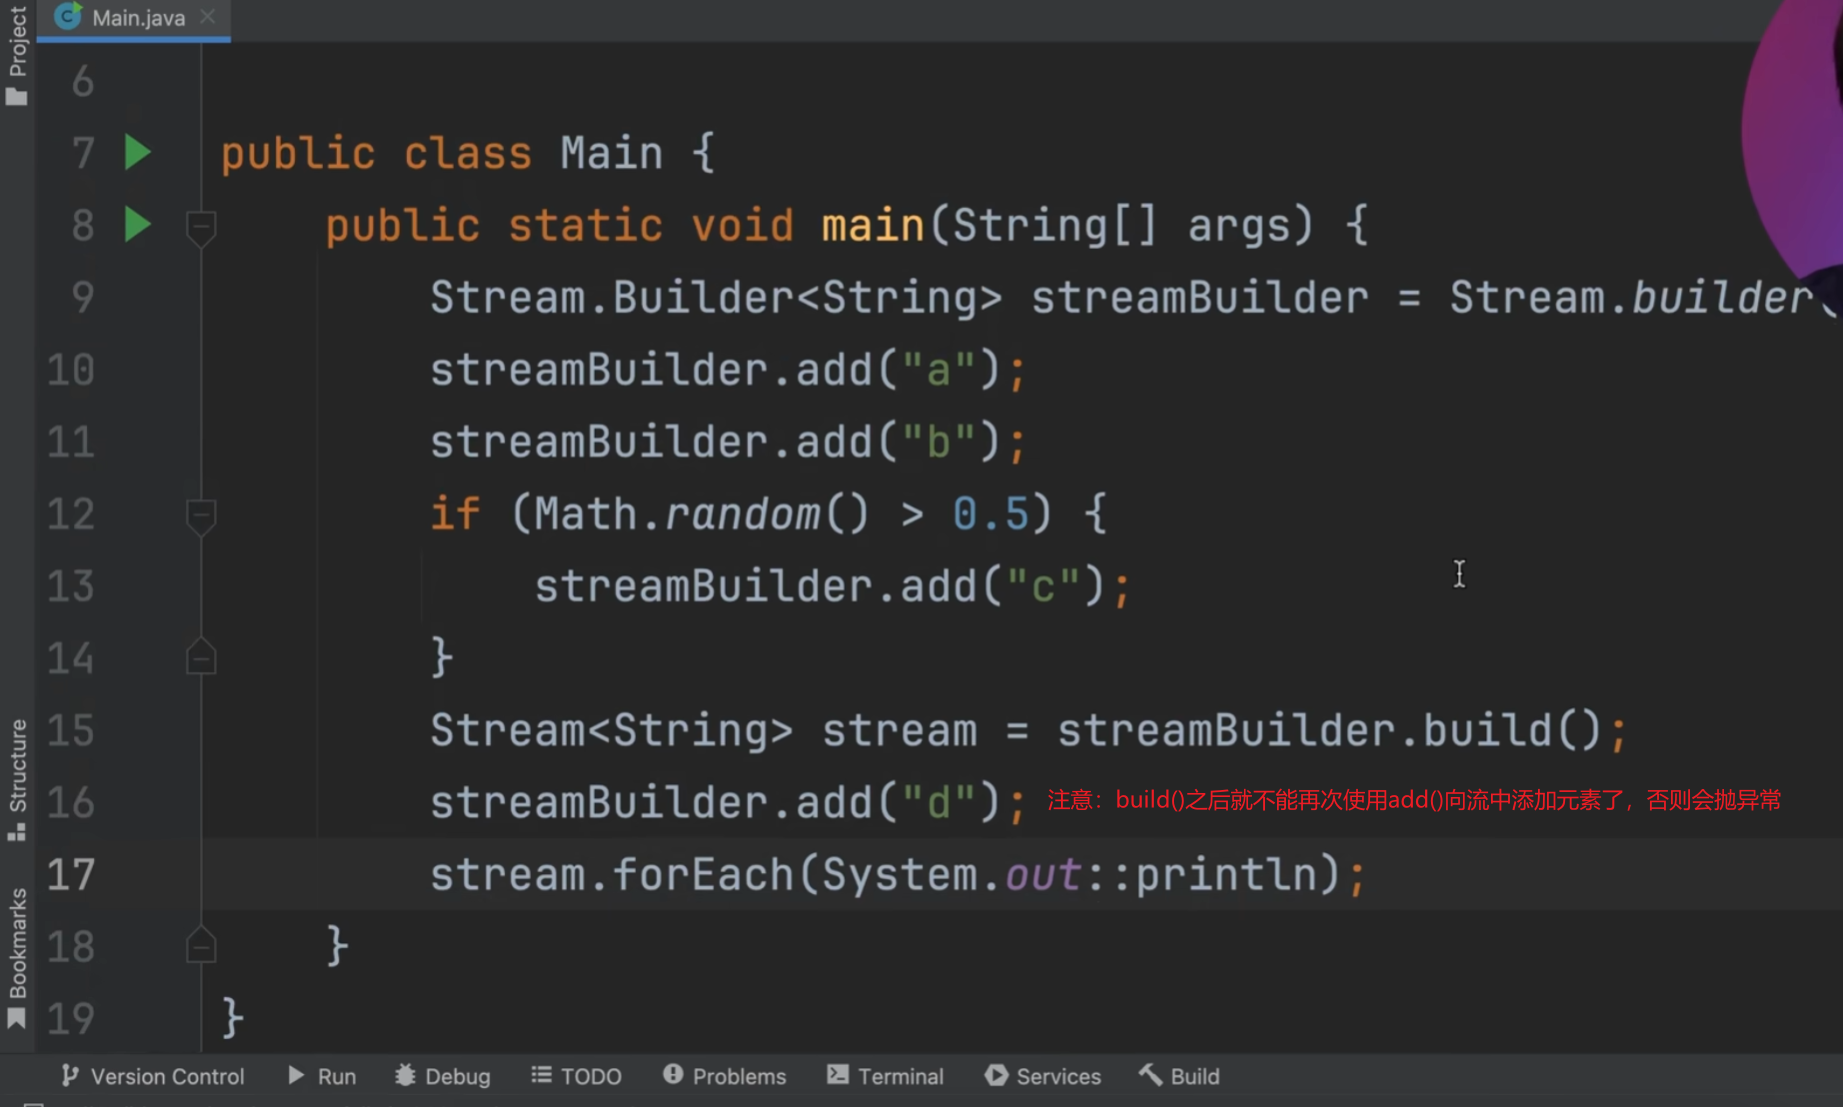 Project
Main.java
6
7 public class Main {
8 public static void main(String[] args) {
9 Stream.Builder<String> streamBuilder = Stream.builder(
10 streamBuilder.add("a");
11 streamBuilder.add("b");
12 if (Math.random() > 0.5) {
13 streamBuilder.add("c");
14 }
15 Stream<String> stream = streamBuilder.build();
16 streamBuilder.add("d"); 注意：build()之后就不能再次使用add()向流中添加元素了，否则会抛异常
17 stream.forEach(System.out::println);
18 }
19 }
Structure
Bookmarks
Version Control Run Debug TODO Problems Terminal Services Build